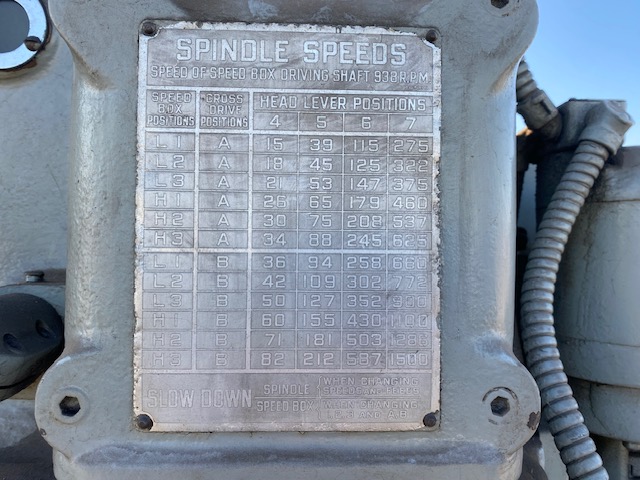 SPINDLE SPEEDS
SPEED OF SPEED BOX DRIVING SHAFT 938 R.P.M
SPEED BOX POSITIONS CROSS DRIVE POSITIONS HEAD LEVER POSITIONS
4 5 6 7
L1 A 15 39 115 275
L2 A 18 45 125 322
L3 A 21 53 147 375
H1 A 26 65 179 460
H2 A 30 75 208 537
H3 A 34 88 245 625
L1 B 36 94 258 660
L2 B 42 109 302 772
L3 B 50 127 352
H1 B 60 155 430
H2 B 71 181 503
H3 B 82 212 1500
SLOW DOWN SPINDLE WHEN CHANGING
SPEED BOX WHEN CHANGING
AND A-B